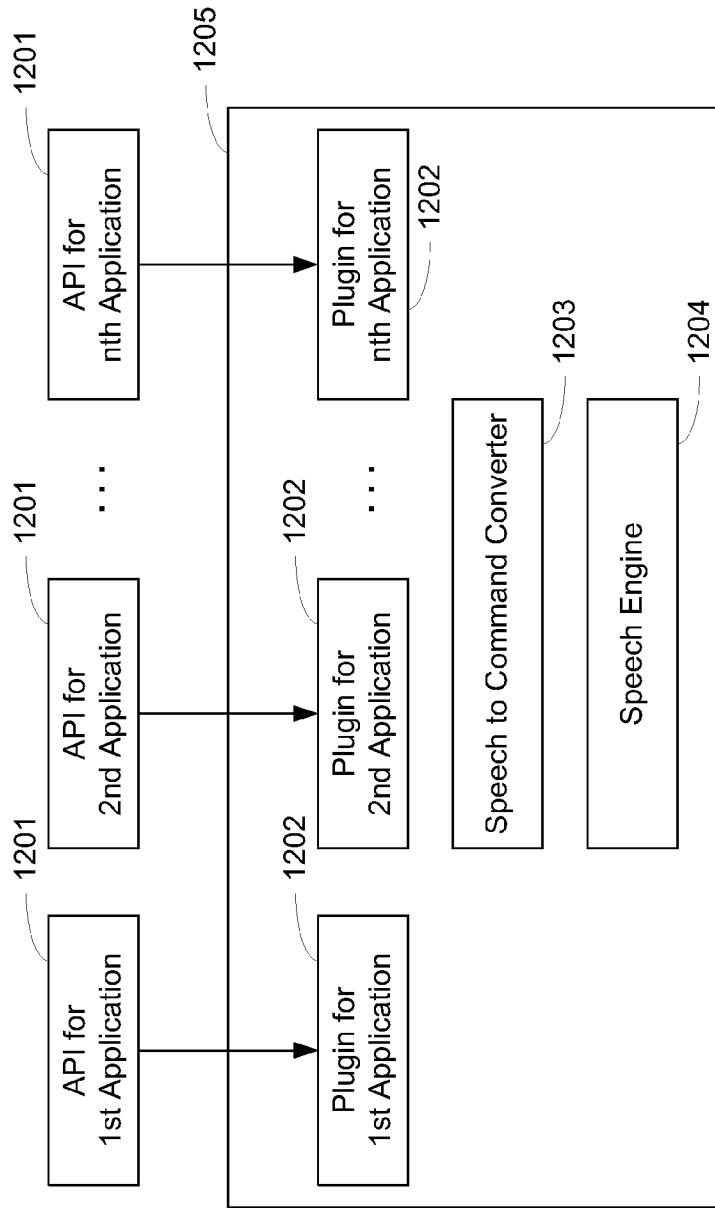 1201
1201
1201
1205
API for
1st Application
API for
2nd Application
. . .
API for
nth Application
1202
1202
Plugin for
1st Application
Plugin for
2nd Application
. . .
Plugin for
nth Application
1202
Speech to Command Converter
1203
Speech Engine
1204